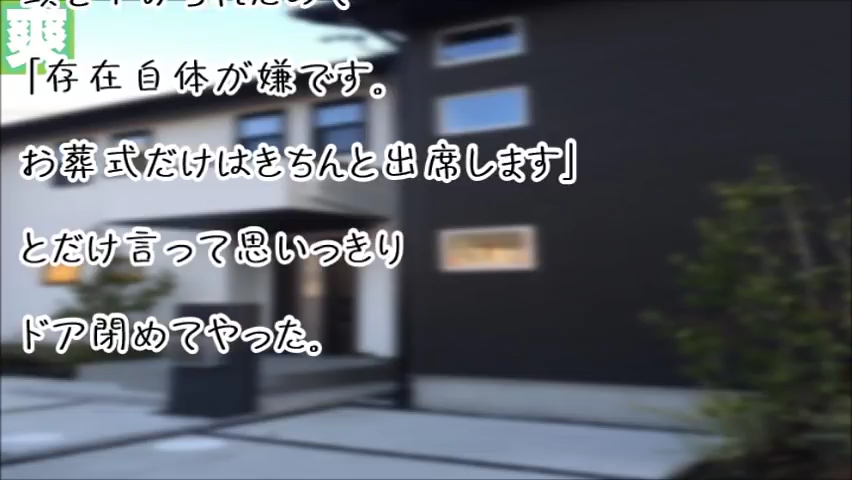 爽
「存在自体が嫌です。
お葬式だけはきちんと出席します」
とだけ言って思いっきり
ドア閉めてやった。